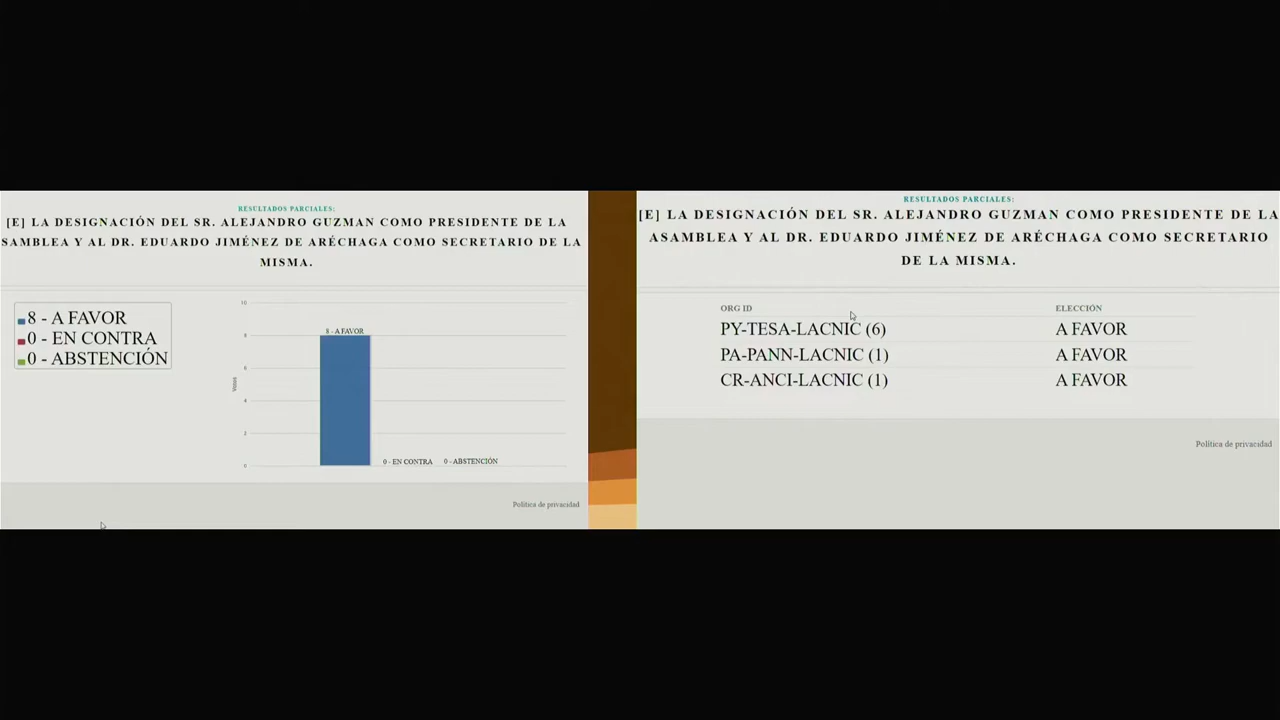 RESULTADOS PARCIALES:
[E] LA DESIGNACIÓN DEL SR. ALEJANDRO GUZMAN COMO PRESIDENTE DE LA
SAMBLEA Y AL DR. EDUARDO JIMÉNEZ DE ARÉCHAGA COMO SECRETARIO DE LA
MISMA.
8 - A FAVOR
0 - EN CONTRA
0 - ABSTENCIÓN
10
8
6
4
2
0
Votos
8 - A FAVOR
0 - EN CONTRA
0 - ABSTENCIÓN
Política de privacidad
RESULTADOS PARCIALES:
[E] LA DESIGNACIÓN DEL SR. ALEJANDRO GUZMAN COMO PRESIDENTE DE LA
ASAMBLEA Y AL DR. EDUARDO JIMÉNEZ DE ARÉCHAGA COMO SECRETARIO
DE LA MISMA.
ORG ID ELECCIÓN
PY-TESA-LACNIC (6) A FAVOR
PA-PANN-LACNIC (1) A FAVOR
CR-ANCI-LACNIC (1) A FAVOR
Política de privacidad